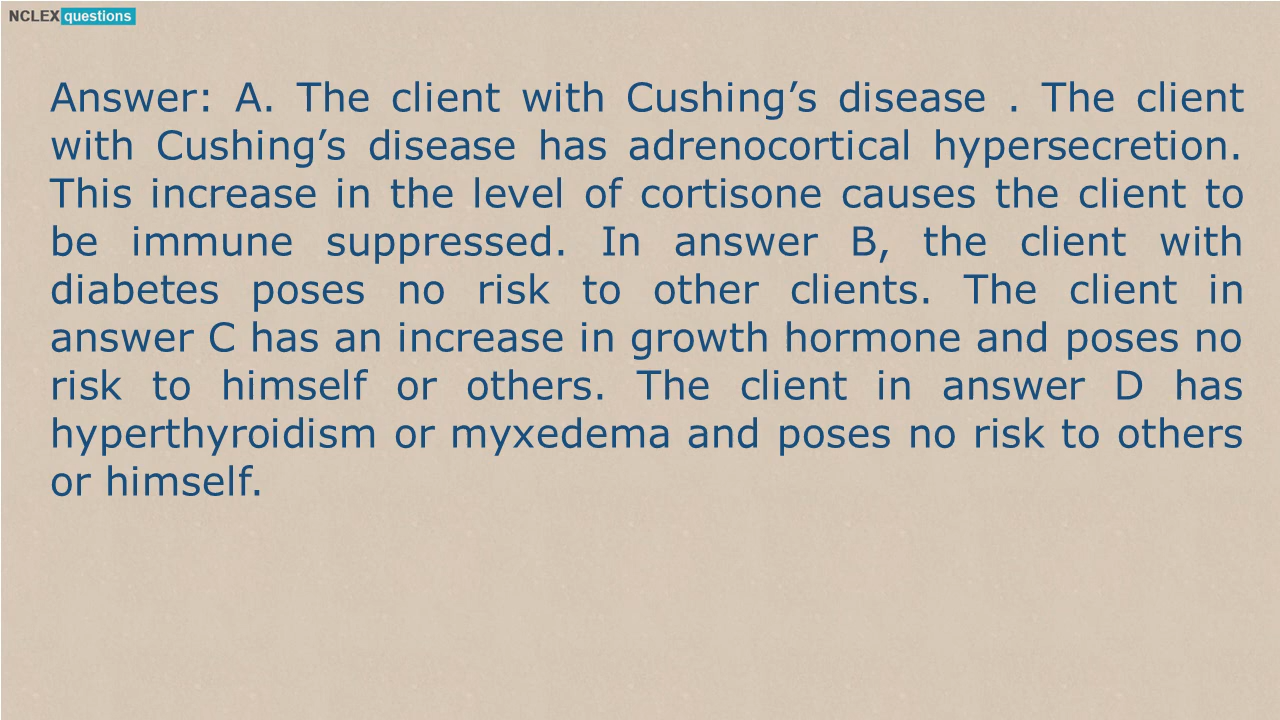 NCLEX questions
Answer: A. The client with Cushing’s disease . The client
with Cushing’s disease has adrenocortical hypersecretion.
This increase in the level of cortisone causes the client to
be immune suppressed. In answer B, the client with
diabetes poses no risk to other clients. The client in
answer C has an increase in growth hormone and poses no
risk to himself or others. The client in answer D has
hyperthyroidism or myxedema and poses no risk to others
or himself.